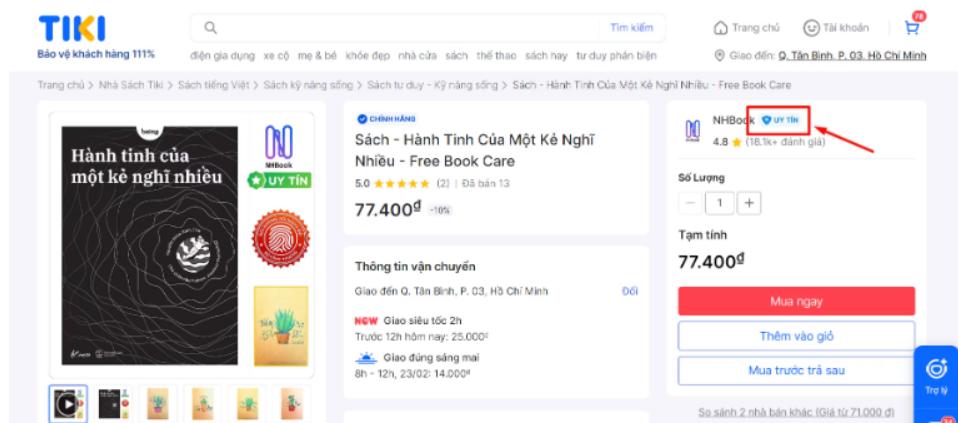 TIKI
Bảo vệ khách hàng 111%
Tìm kiếm
điện gia dụng xe cộ mẹ & bé khỏe đẹp nhà cửa sách thể thao sách hay tư duy phản biện
Trang chủ
Tài khoản
78
Giao đến: Q. Tân Bình, P. 03, Hồ Chí Minh
Trang chủ > Nhà Sách Tiki > Sách tiếng Việt > Sách kỹ năng sống > Sách tư duy - Kỹ năng sống > Sách - Hành Tinh Của Một Kẻ Nghĩ Nhiều - Free Book Care
being
Hành tinh của
một kẻ nghĩ nhiều
NHBook
UY TÍN
CHÍNH HÃNG
Sách - Hành Tinh Của Một Kẻ Nghĩ
Nhiều - Free Book Care
5.0 (2) | Đã bán 13
77.400₫ -10%
Thông tin vận chuyển
Giao đến Q. Tân Bình, P. 03, Hồ Chí Minh
Đổi
NOW Giao siêu tốc 2h
Trước 12h hôm nay: 25.000₫
Giao đúng sáng mai
8h - 12h, 23/02: 14.000₫
NHBook UY TÍN
4.8 (18.1k+ đánh giá)
Số Lượng
1
Tạm tính
77.400₫
Mua ngay
Thêm vào giỏ
Mua trước trả sau
So sánh 2 nhà bán khác (Giá từ 71.000 ₫)
Trợ lý